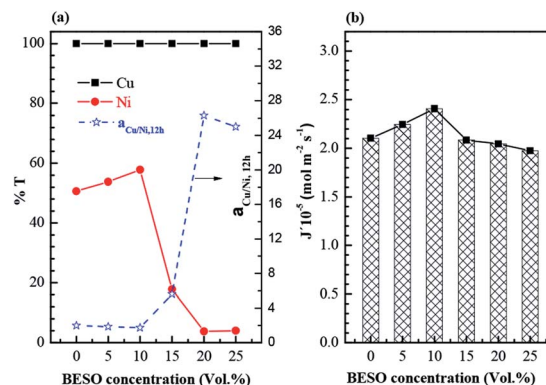 (a)
100
80
60
40
20
0
% T
Cu
Ni
a Cu/Ni,12h
36
32
28
24
20
16
12
8
4
0
a Cu/Ni, 12h
0 5 10 15 20 25
BESO concentration (Vol.%)
(b)
3.0
2.5
2.0
1.5
1.0
0.5
0.0
J´10⁻⁵ (mol m⁻² s⁻¹)
0 5 10 15 20 25
BESO concentration (Vol.%)